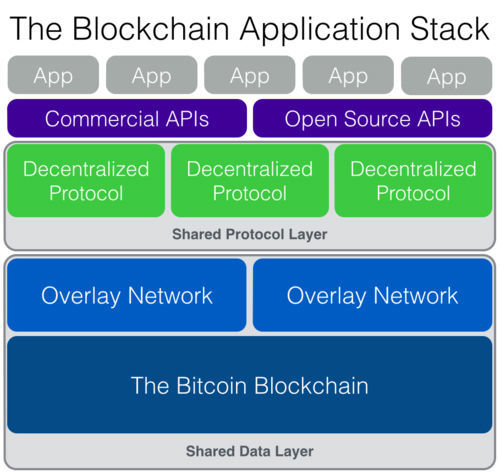 The Blockchain Application Stack
App App App App App
Commercial APIs Open Source APIs
Decentralized Protocol Decentralized Protocol Decentralized Protocol
Shared Protocol Layer
Overlay Network Overlay Network
The Bitcoin Blockchain
Shared Data Layer